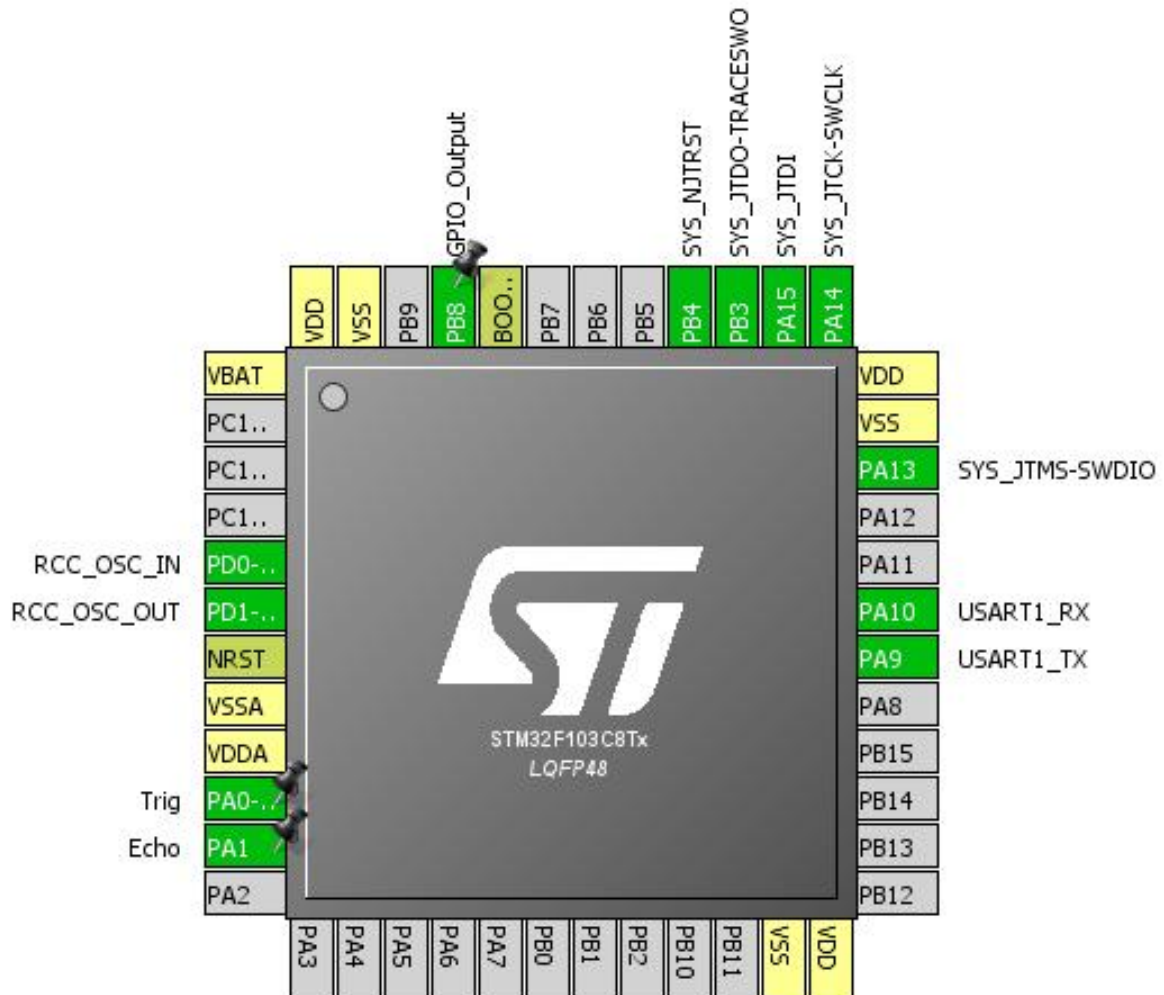 GPIO_Output
SYS_NJTRST
SYS_JTDO-TRACESWO
SYS_JTDI
SYS_JTCK-SWCLK
VDD
VSS
PB9
PB8
BOO..
PB7
PB6
PB5
PB4
PB3
PA15
PA14
VBAT
PC1..
PC1..
PC1..
RCC_OSC_IN PD0-..
RCC_OSC_OUT PD1-..
NRST
VSSA
VDDA
Trig PA0-..
Echo PA1
PA2
ST
STM32F103C8Tx
LQFP48
VDD
VSS
PA13 SYS_JTMS-SWDIO
PA12
PA11
PA10 USART1_RX
PA9 USART1_TX
PA8
PB15
PB14
PB13
PB12
PA3
PA4
PA5
PA6
PA7
PB0
PB1
PB2
PB10
PB11
VSS
VDD